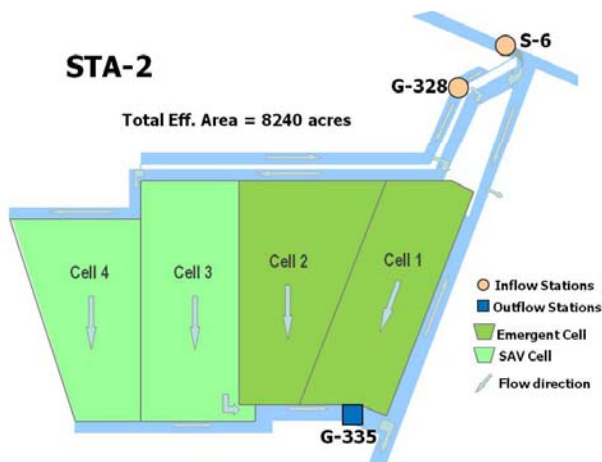 S-6
STA-2
G-328
Total Eff. Area = 8240 acres
Cell 4
Cell 3
Cell 2
Cell 1
Inflow Stations
Outflow Stations
Emergent Cell
SAV Cell
Flow direction
G-335